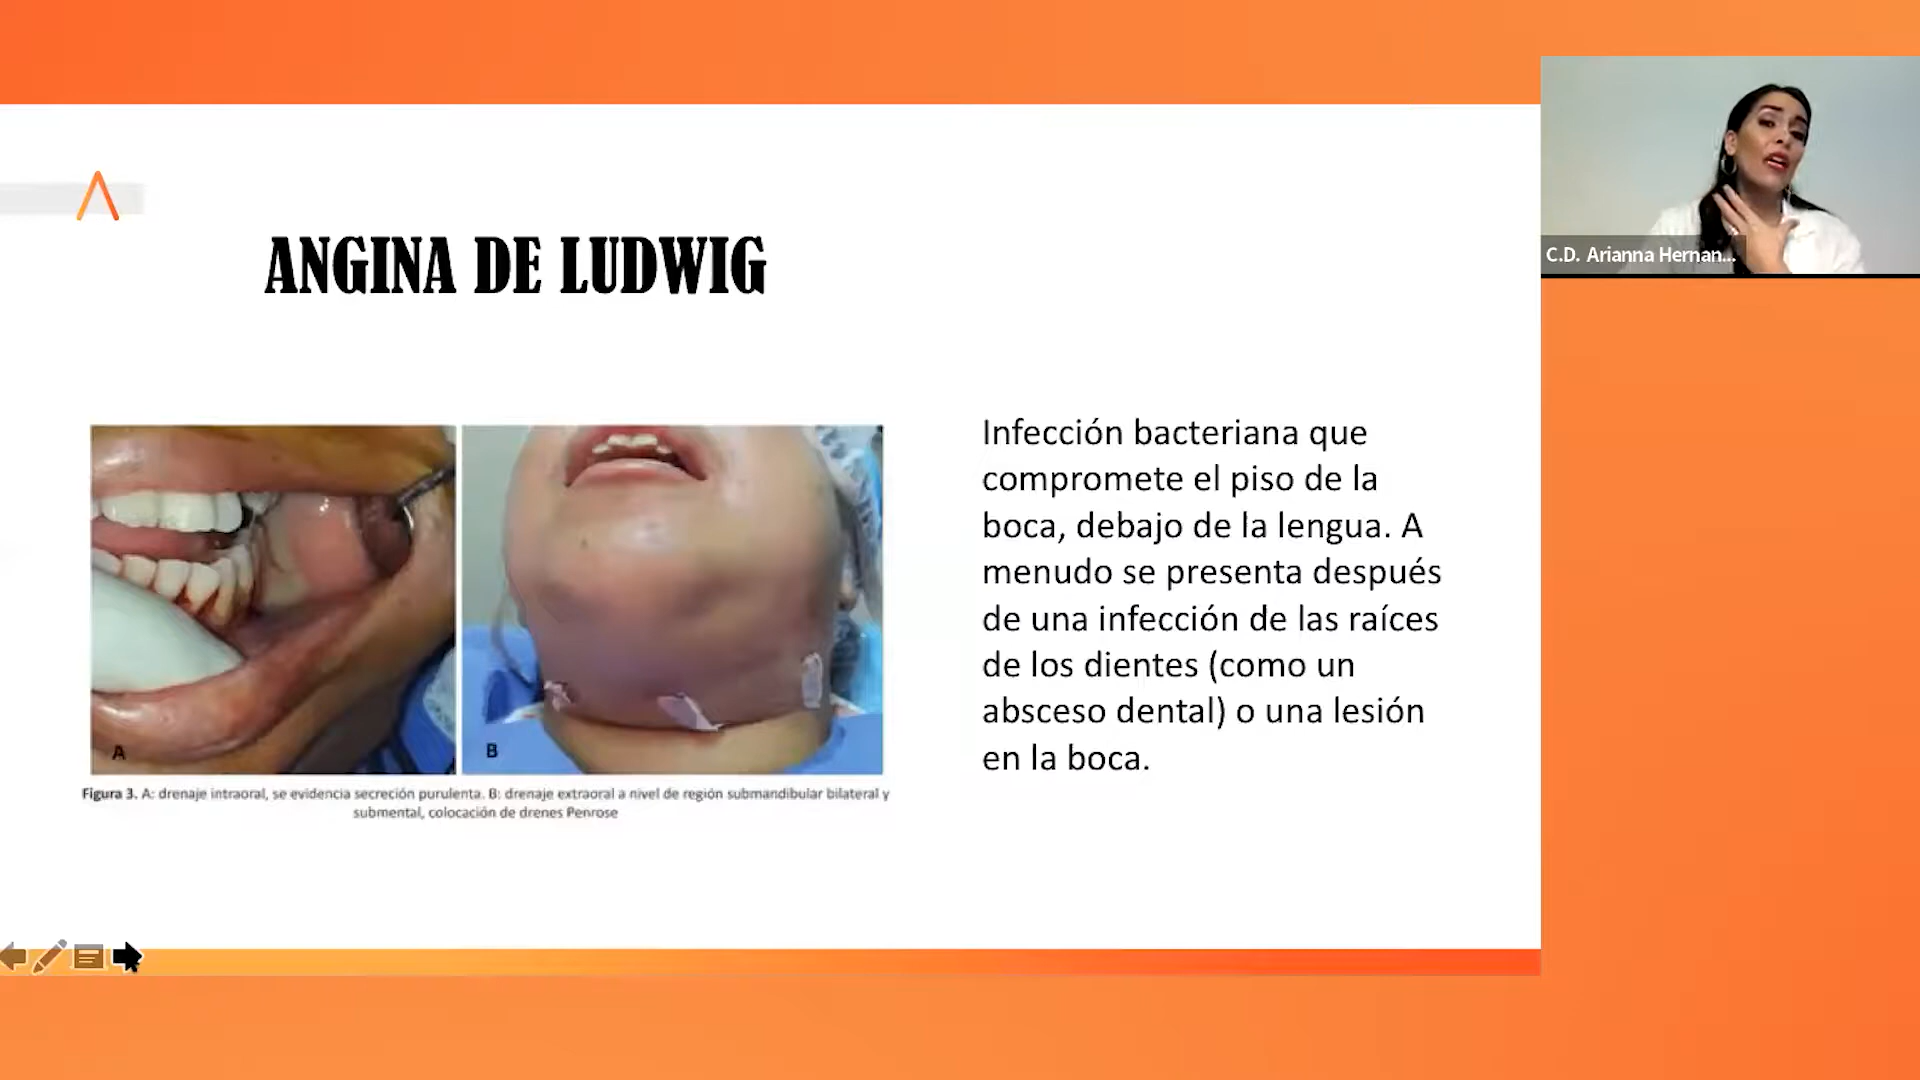 C.D. Arianna Hernan...
ANGINA DE LUDWIG
Infección bacteriana que
compromete el piso de la
boca, debajo de la lengua. A
menudo se presenta después
de una infección de las raíces
de los dientes (como un
absceso dental) o una lesión
en la boca.
A
B
Figura 3. A: drenaje intraoral, se evidencia secreción purulenta. B: drenaje extraoral a nivel de región submandibular bilateral y
submental, colocación de drenes Penrose